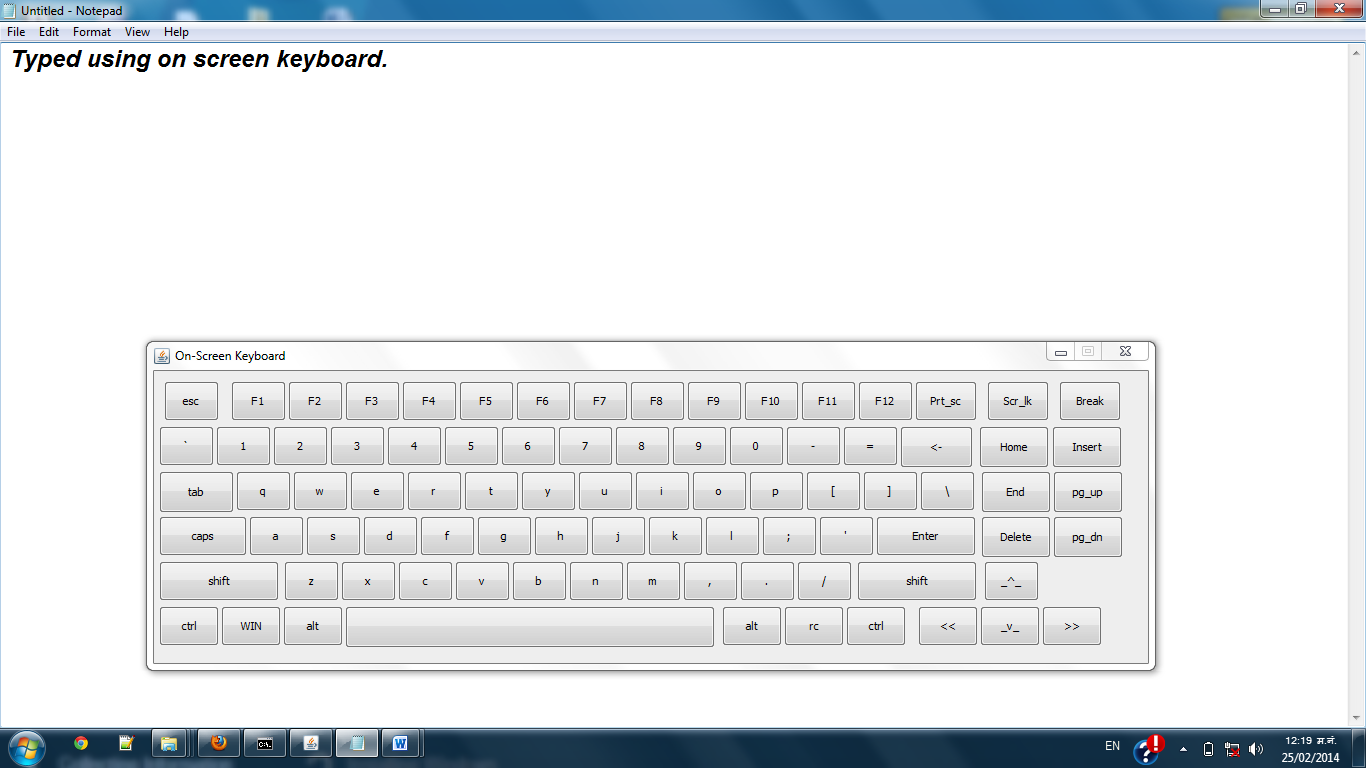 Untitled - Notepad
File Edit Format View Help
Typed using on screen keyboard.
On-Screen Keyboard
esc F1 F2 F3 F4 F5 F6 F7 F8 F9 F10 F11 F12 Prt_sc Scr_lk Break
` 1 2 3 4 5 6 7 8 9 0 - = <- Home Insert
tab q w e r t y u i o p [ ] \ End pg_up
caps a s d f g h j k l ; ' Enter Delete pg_dn
shift z x c v b n m , . / shift _^_
ctrl WIN alt alt rc ctrl << _v_ >>
EN
12:19 म.नं.
25/02/2014